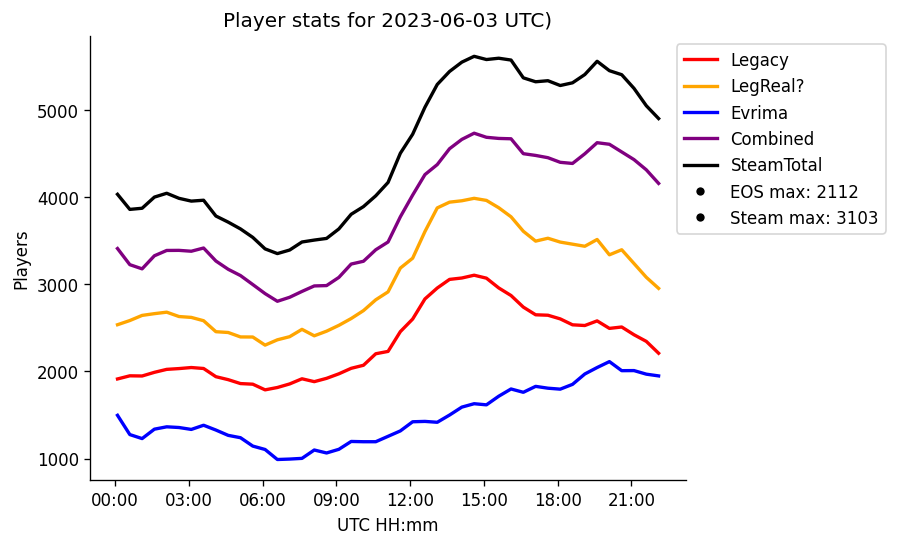 Player stats for 2023-06-03 UTC)
Legacy
LegReal?
Evrima
Combined
SteamTotal
EOS max: 2112
Steam max: 3103
Players
5000
4000
3000
2000
1000
00:00 03:00 06:00 09:00 12:00 15:00 18:00 21:00
UTC HH:mm